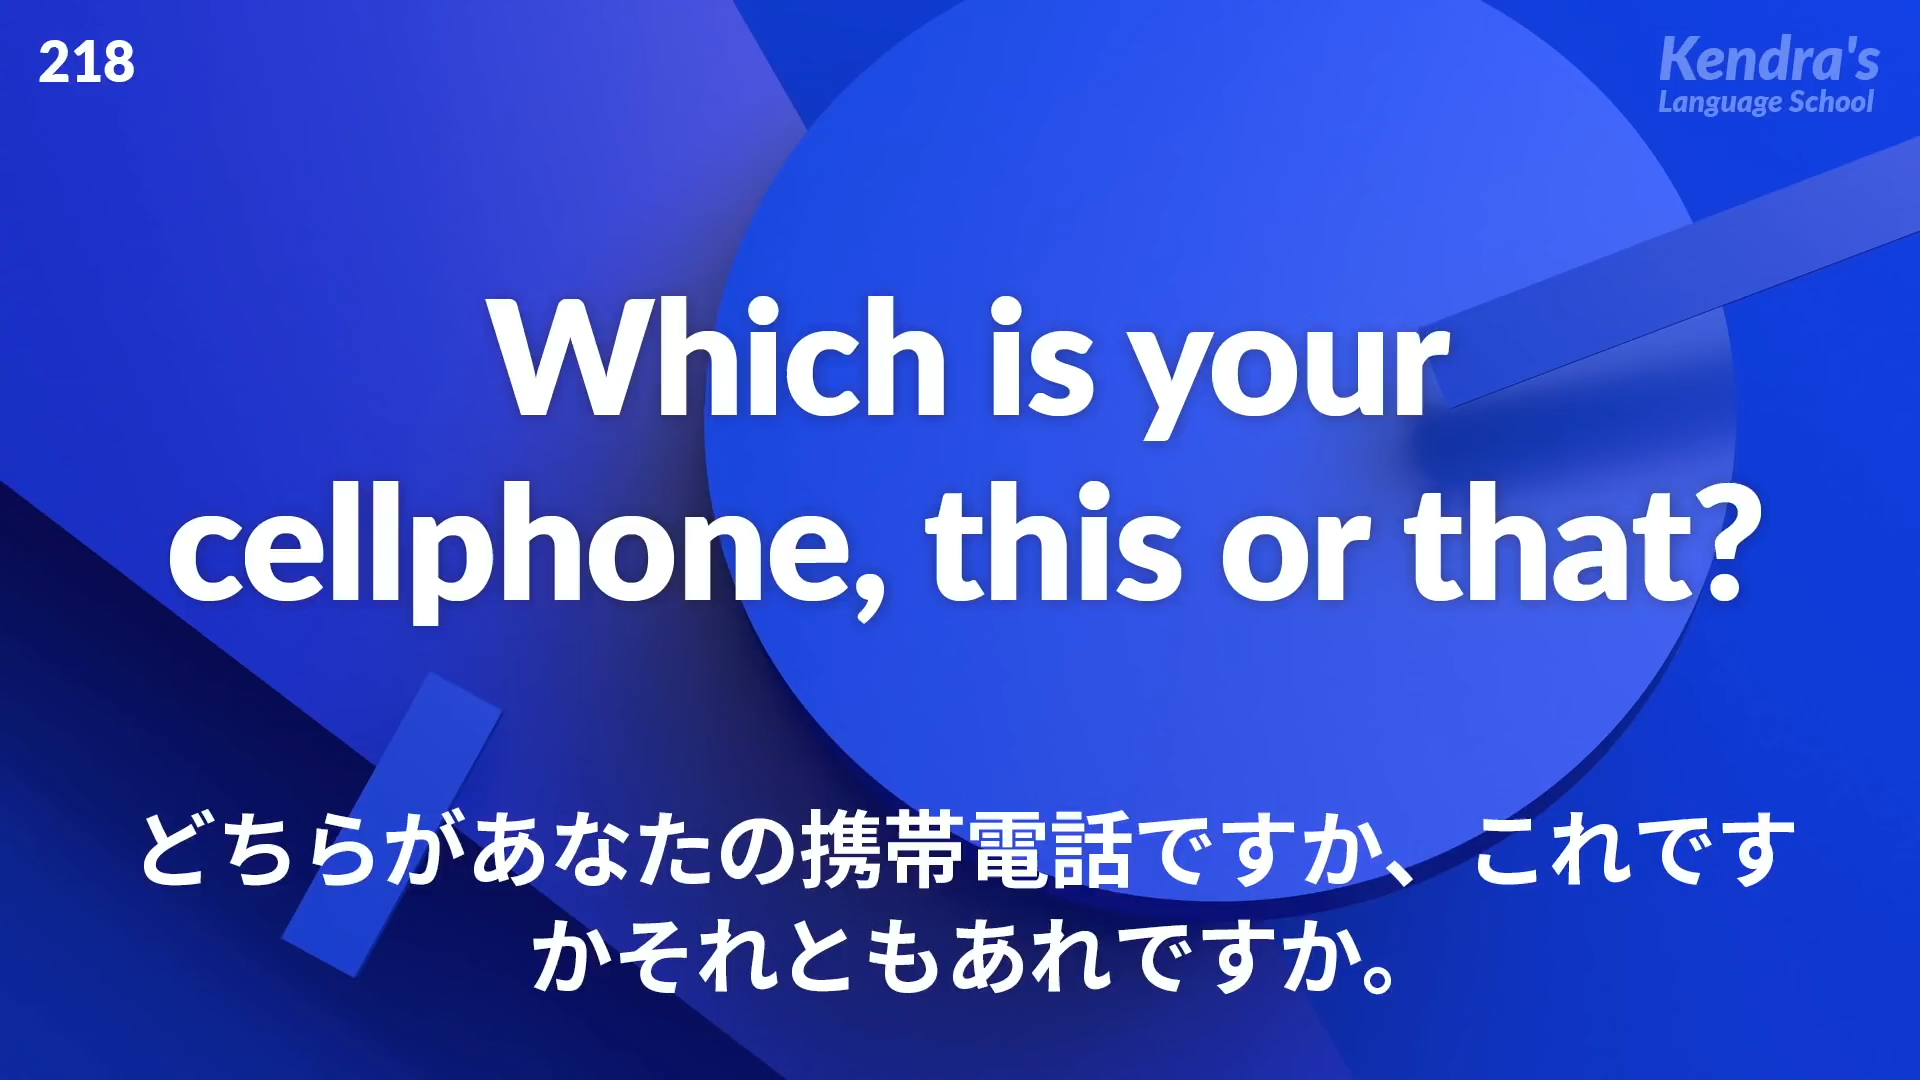 218
Kendra's
Language School
Which is your
cellphone, this or that?
どちらがあなたの携帯電話ですか、これです
かそれともあれですか。